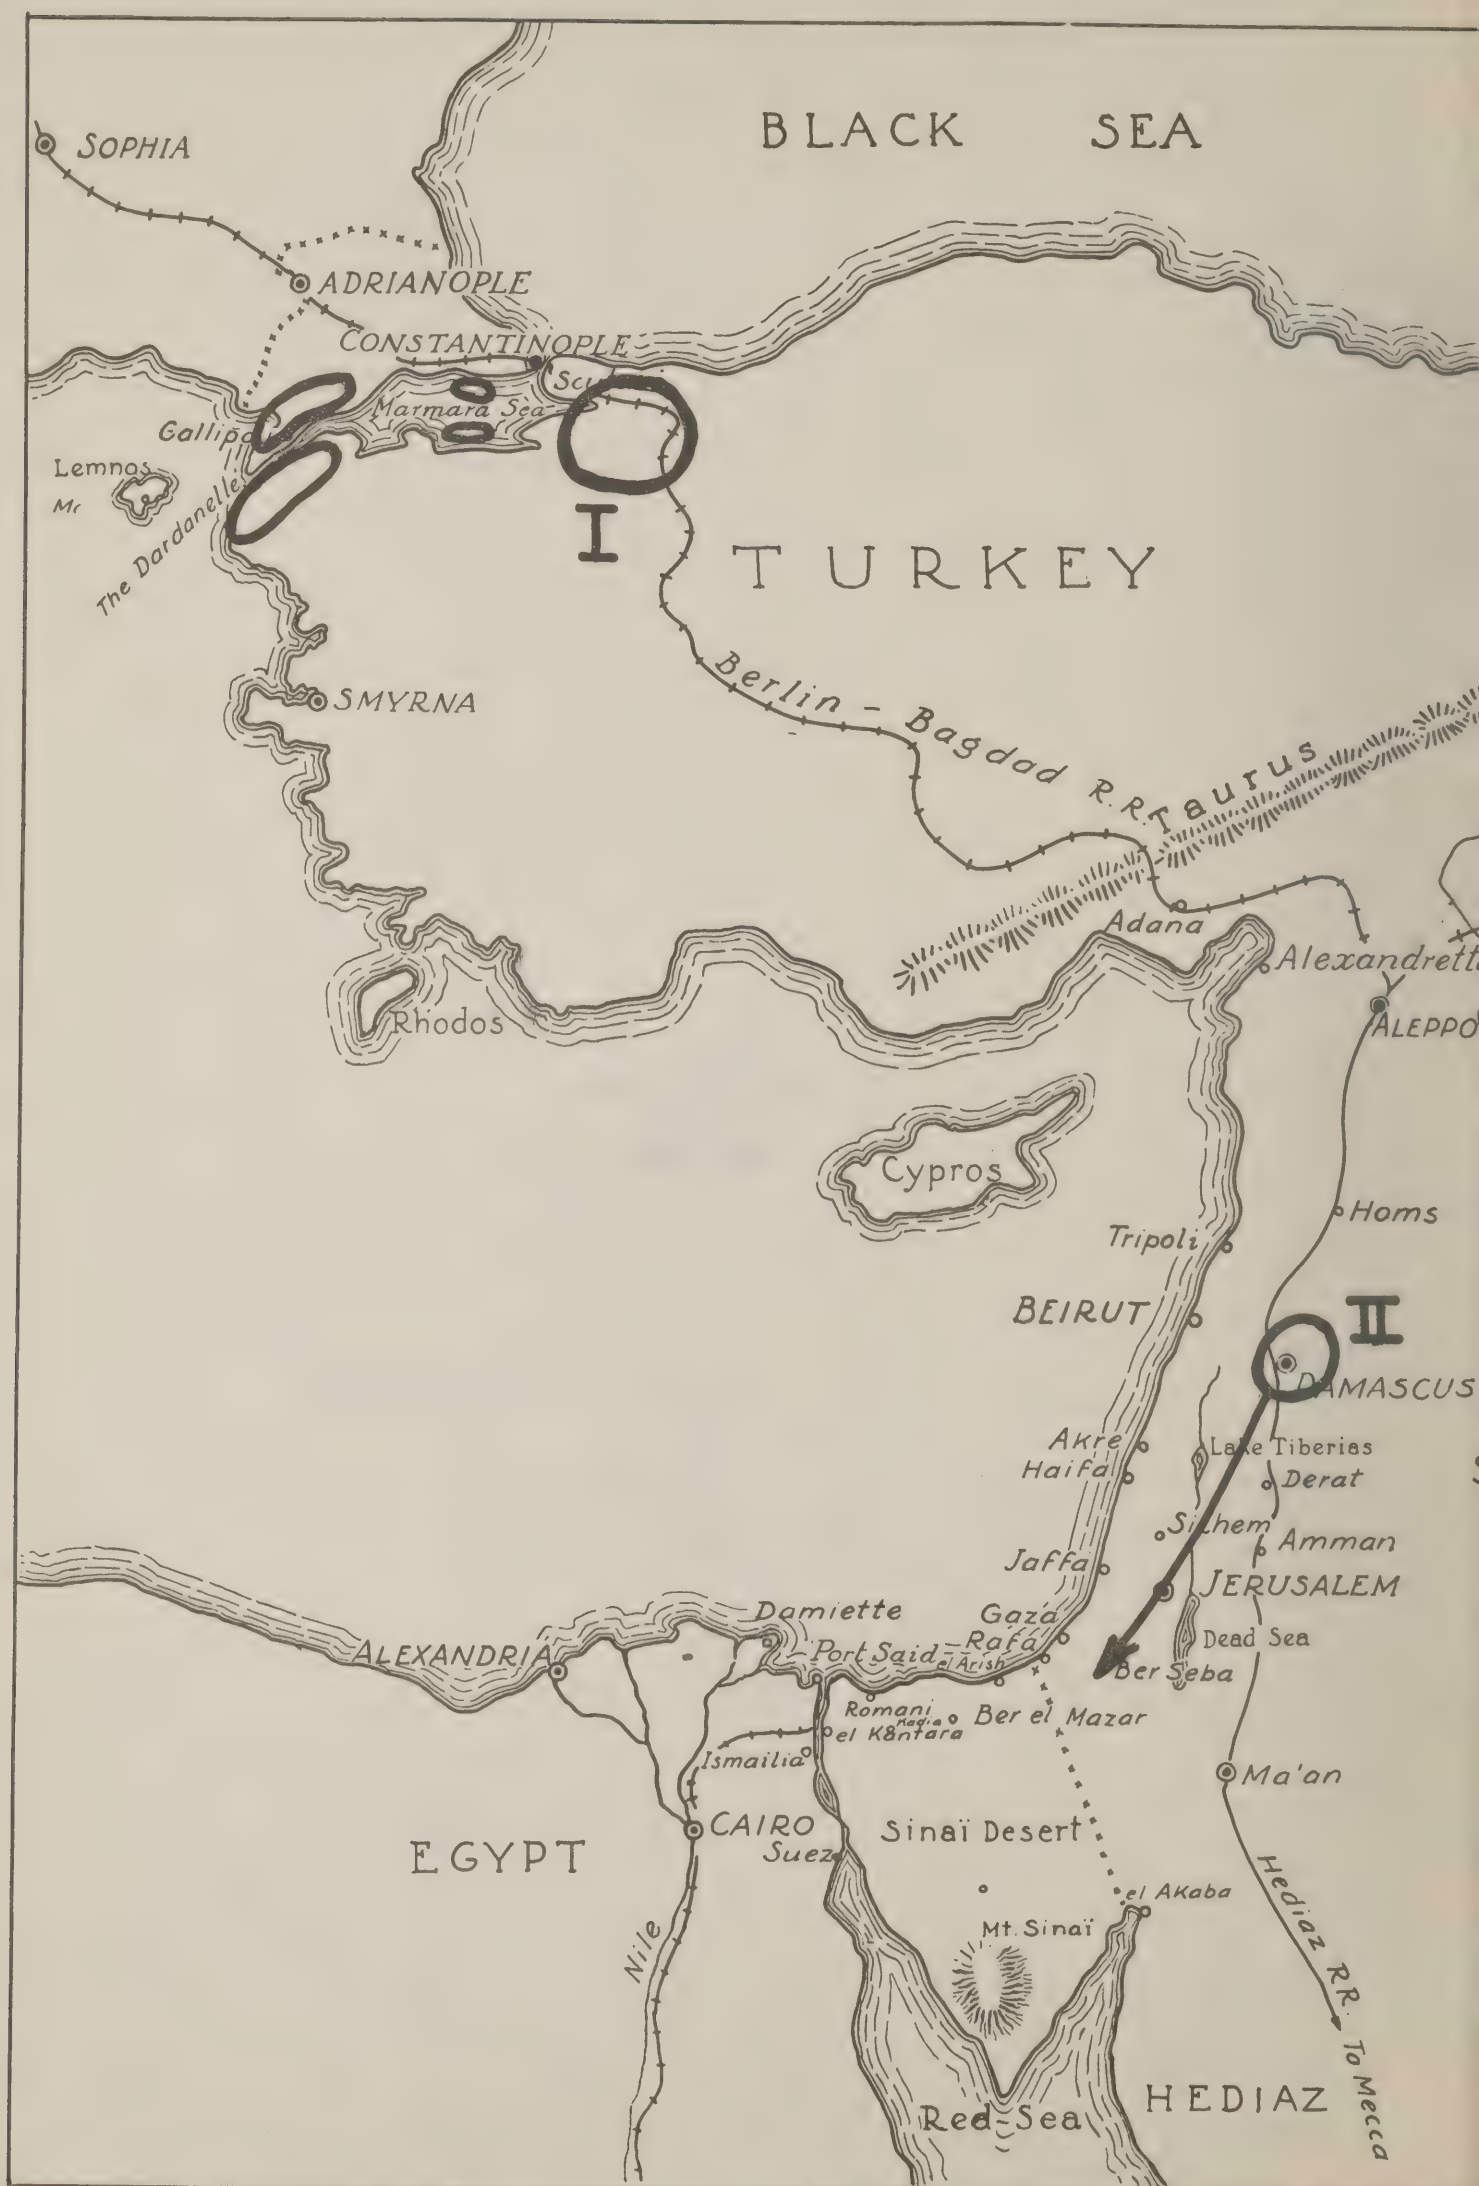 BLACK SEA
SOPHIA
ADRIANOPLE
CONSTANTINOPLE
Marmara Sea
Lemnos
The Dardanelles
I
TURKEY
SMYRNA
Berlin - Bagdad R.R.
Taurus
Adana
Alexandrett
ALEPPO
Rhodos
Cypros
Homs
Tripoli
BEIRUT
II
DAMASCUS
Akre
Lake Tiberias
Haifa
Derat
Sichem
Amman
Jaffa
JERUSALEM
Damiette
Gaza
Dead Sea
ALEXANDRIA
Port Said
Rafa
el Arish
Ber Seba
Romani
Ber el Mazar
el Kantara
Ismailia
Ma'an
CAIRO
Sinaï Desert
Suez
EGYPT
el AKaba
Mt. Sinaï
Nile
Hediaz RR. To Mecca
HEDIAZ
Red Sea